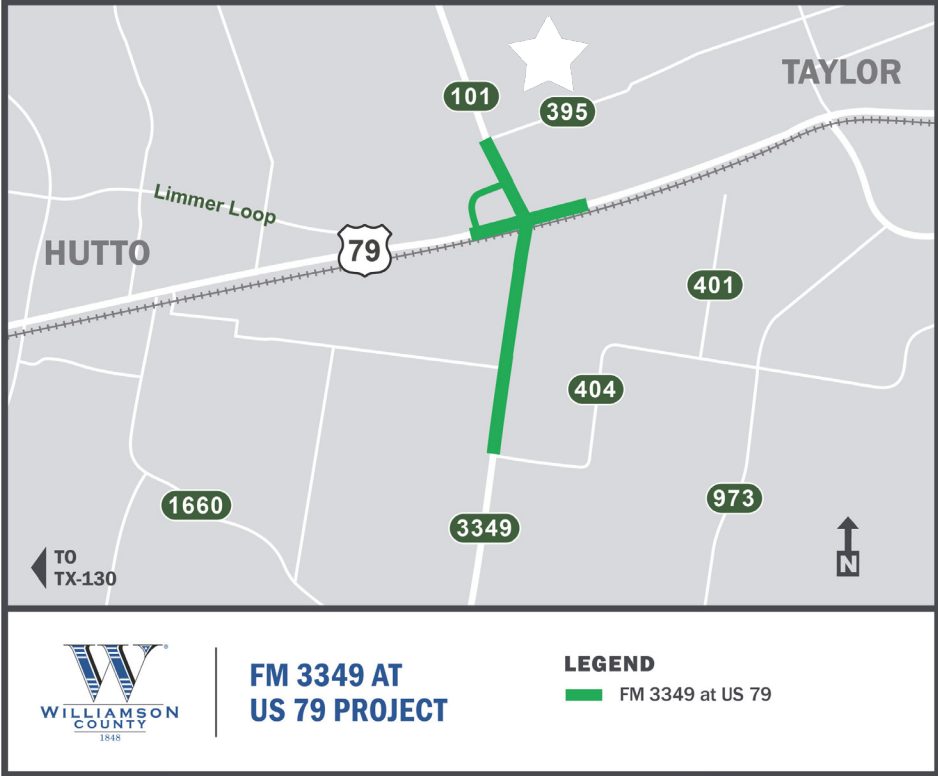 TAYLOR
101
395
Limmer Loop
HUTTO
79
401
404
1660
973
3349
TO
TX-130
N
W
WILLIAMSON
COUNTY
1848
FM 3349 AT
US 79 PROJECT
LEGEND
FM 3349 at US 79